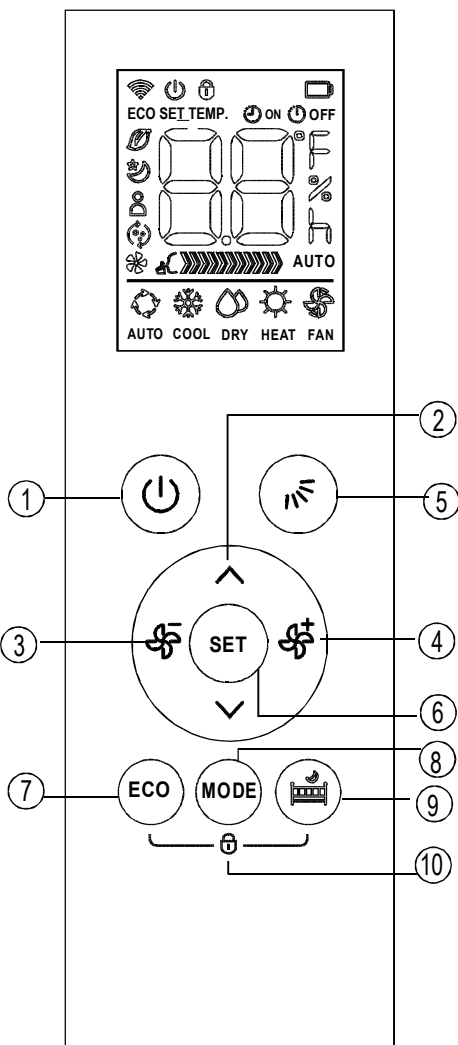 ECO SET TEMP. ON OFF
°F
%
h
AUTO
AUTO COOL DRY HEAT FAN
2
1
5
3
SET
4
6
7
ECO
MODE
8
9
10